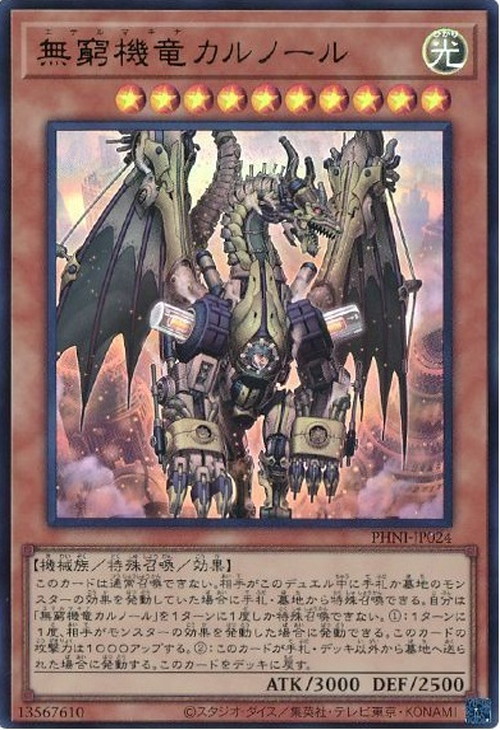 エテルマキナ
無窮機竜カルノール
ひかり
光
PHNI-JP024
【機械族／特殊召喚／効果】
このカードは通常召喚できない。相手がこのデュエル中に手札か墓地のモン
スターの効果を発動していた場合に手札・墓地から特殊召喚できる。自分は
「無窮機竜カルノール」を1ターンに1度しか特殊召喚できない。①：1ターンに
1度、相手がモンスターの効果を発動した場合に発動できる。このカードの
攻撃力は1000アップする。②：このカードが手札・デッキ以外から墓地へ送ら
れた場合に発動する。このカードをデッキに戻す。
ATK/3000 DEF/2500
13567610 ©スタジオ・ダイス／集英社・テレビ東京・KONAMI